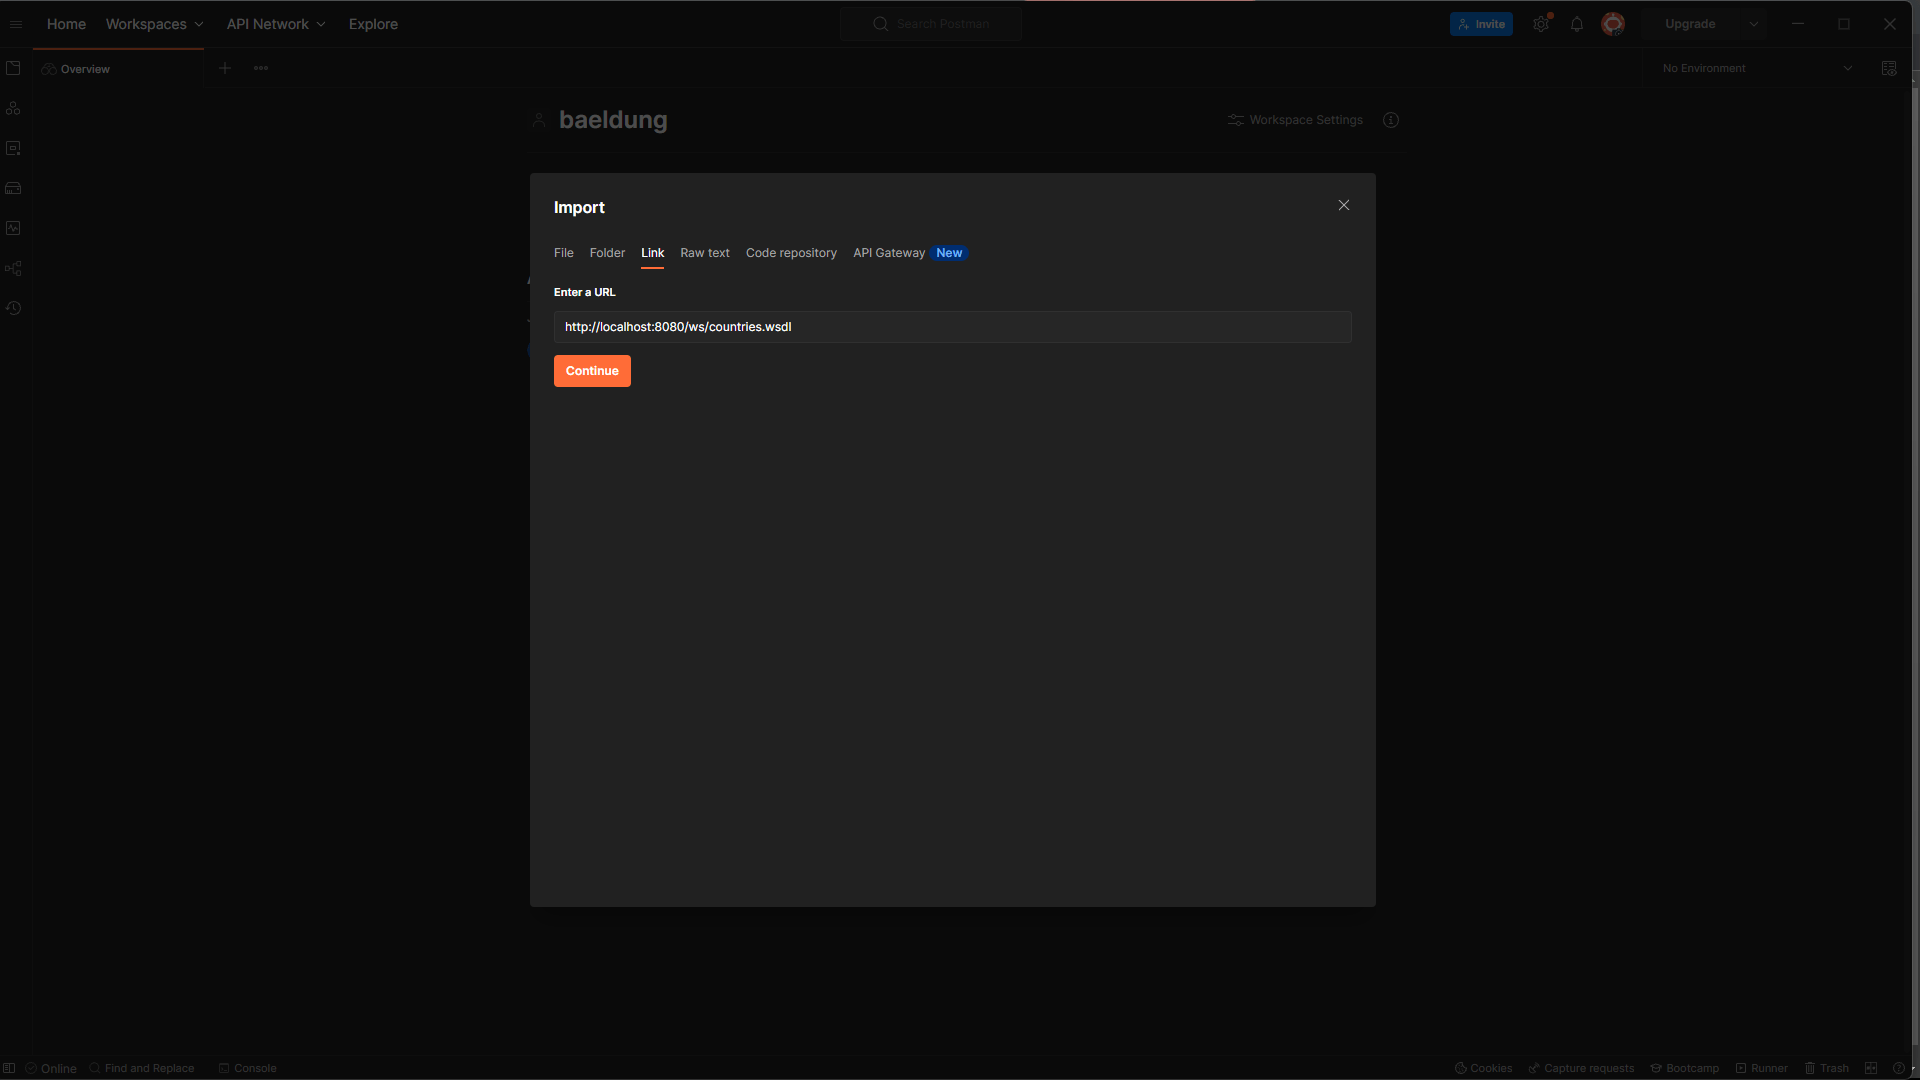 Home Workspaces API Network Explore Search Postman Invite Upgrade
Overview No Environment
baeldung Workspace Settings
Import
File Folder Link Raw text Code repository API Gateway New
Enter a URL
http://localhost:8080/ws/countries.wsdl
Continue
Online Find and Replace Console Cookies Capture requests Bootcamp Runner Trash